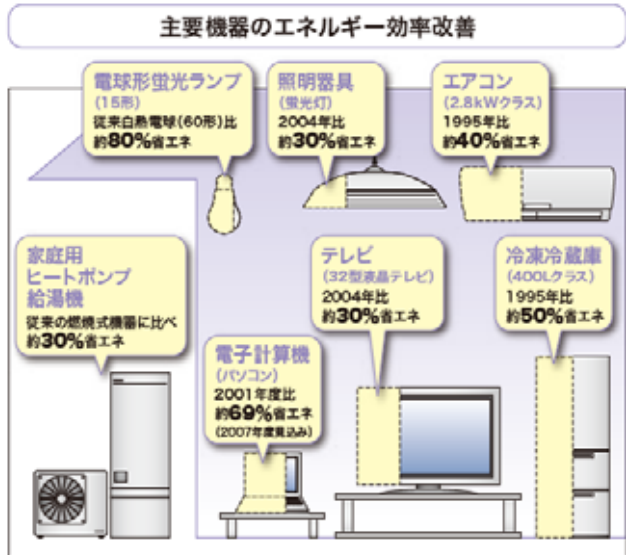 主要機器のエネルギー効率改善
電球形蛍光ランプ
(15形)
従来白熱電球(60形)比
約80%省エネ
照明器具
(蛍光灯)
2004年比
約30%省エネ
エアコン
(2.8kWクラス)
1995年比
約40%省エネ
家庭用
ヒートポンプ
給湯機
従来の燃焼式機器に比べ
約30%省エネ
電子計算機
(パソコン)
2001年度比
約69%省エネ
(2007年度見込み)
テレビ
(32型液晶テレビ)
2004年比
約30%省エネ
冷凍冷蔵庫
(400Lクラス)
1995年比
約50%省エネ